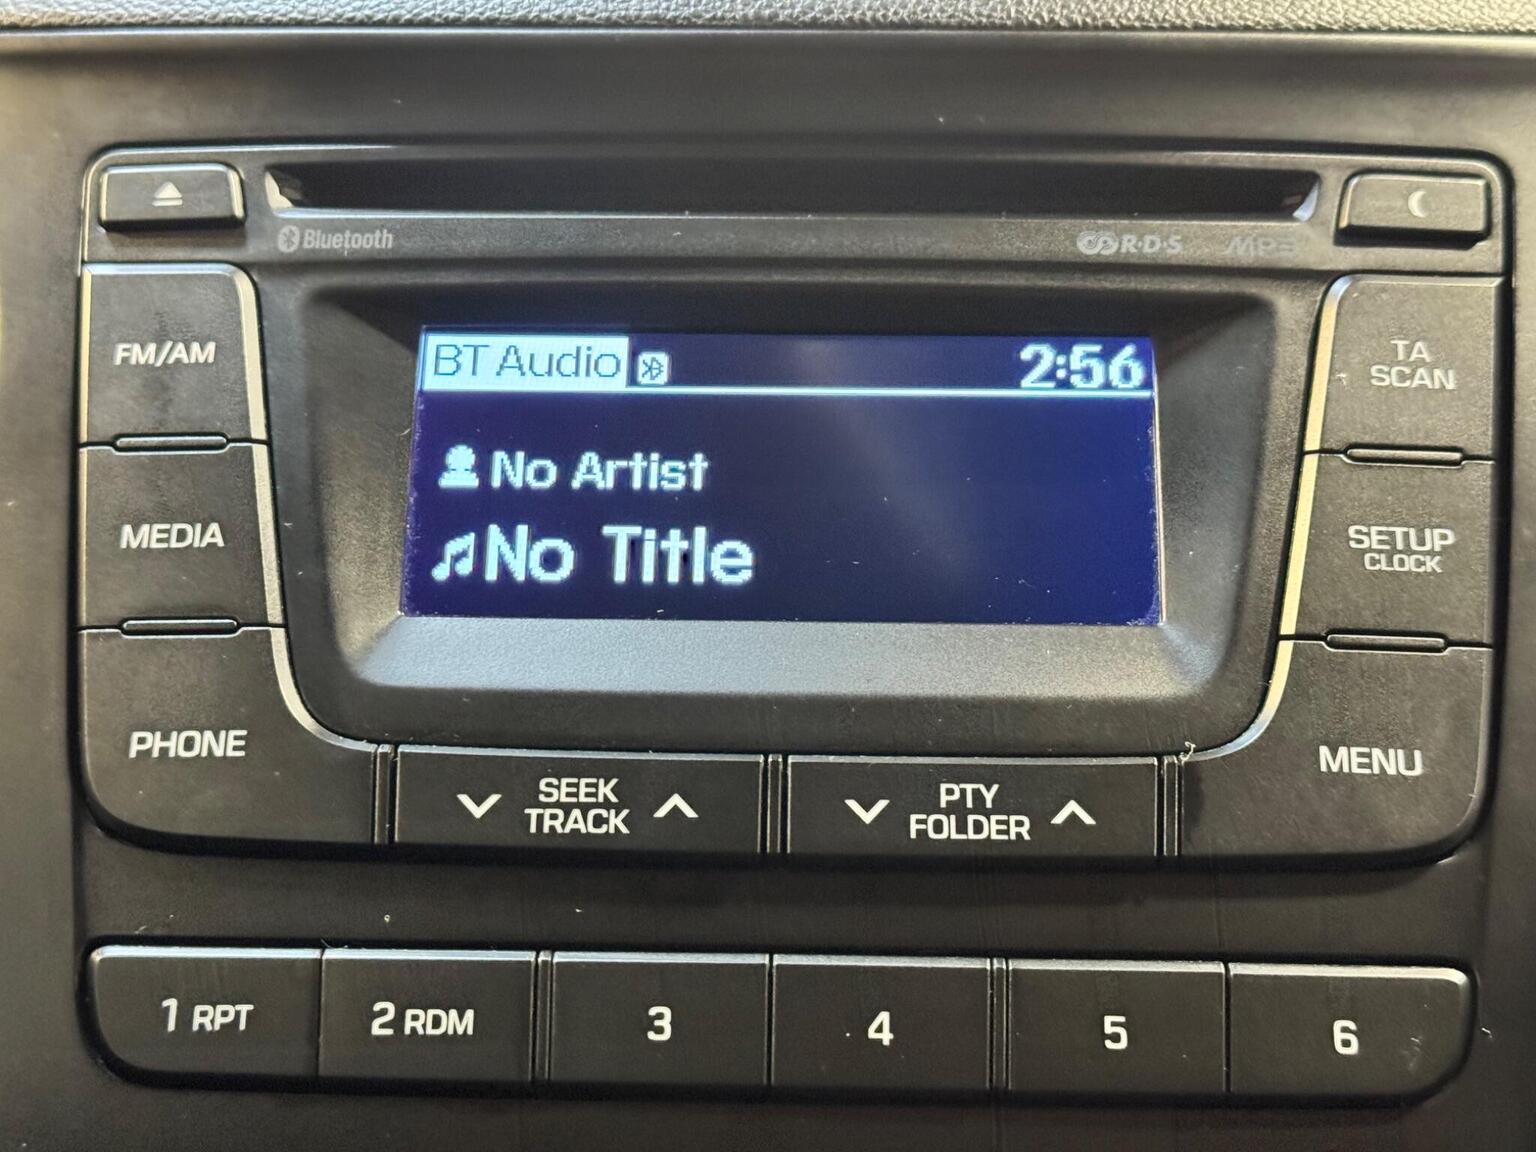 Bluetooth
R·D·S
MP3
FM/AM
BT Audio
2:56
TA
SCAN
No Artist
MEDIA
No Title
SETUP
CLOCK
PHONE
SEEK
TRACK
PTY
FOLDER
MENU
1 RPT
2 RDM
3
4
5
6